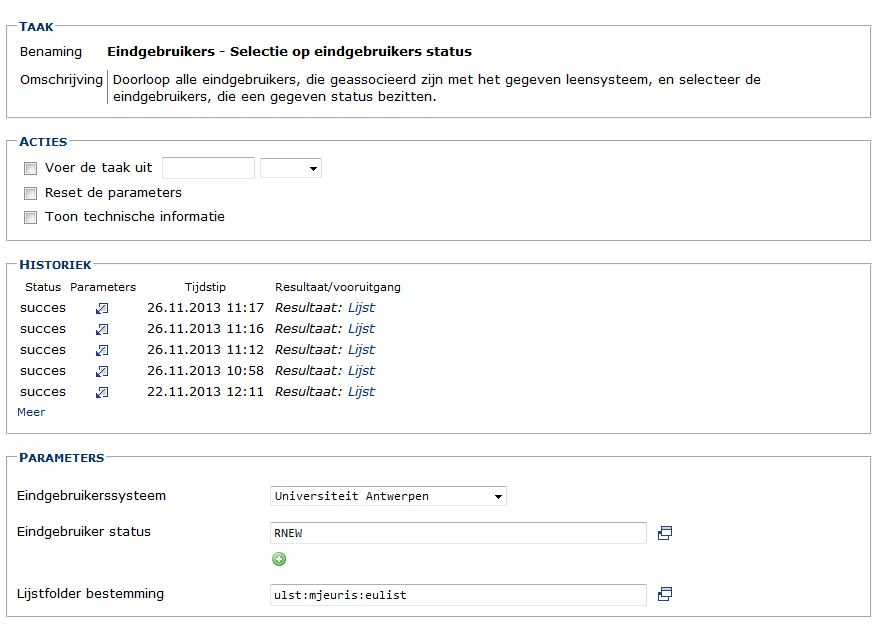 TAAK
Benaming Eindgebruikers - Selectie op eindgebruikers status
Omschrijving Doorloop alle eindgebruikers, die geassocieerd zijn met het gegeven leensysteem, en selecteer de
eindgebruikers, die een gegeven status bezitten.
ACTIES
Voer de taak uit
Reset de parameters
Toon technische informatie
HISTORIEK
Status Parameters Tijdstip Resultaat/vooruitgang
succes 26.11.2013 11:17 Resultaat: Lijst
succes 26.11.2013 11:16 Resultaat: Lijst
succes 26.11.2013 11:12 Resultaat: Lijst
succes 26.11.2013 10:58 Resultaat: Lijst
succes 22.11.2013 12:11 Resultaat: Lijst
Meer
PARAMETERS
Eindgebruikerssysteem Universiteit Antwerpen
Eindgebruiker status RNEW
Lijstfolder bestemming ulst:mjeuris:eulist